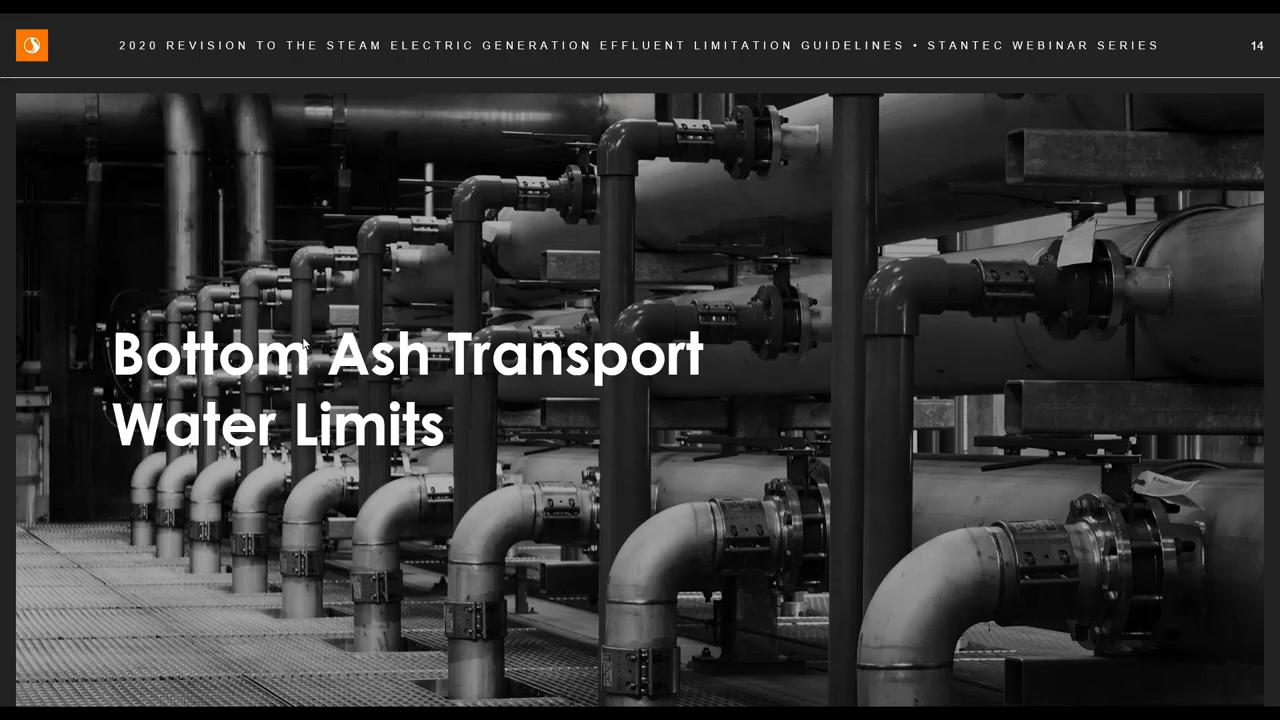 2020 REVISION TO THE STEAM ELECTRIC GENERATION EFFLUENT LIMITATION GUIDELINES • STANTEC WEBINAR SERIES
14
Bottom Ash Transport
Water Limits